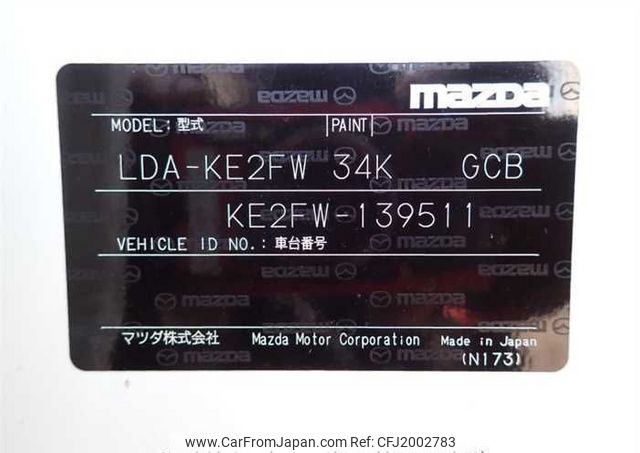 mazda
MODEL: 型式 PAINT
LDA-KE2FW 34K GCB
KE2FW-139511
VEHICLE ID NO.: 車台番号
マツダ株式会社 Mazda Motor Corporation Made in Japan
(N173)
www.CarFromJapan.com Ref:CFJ2002783